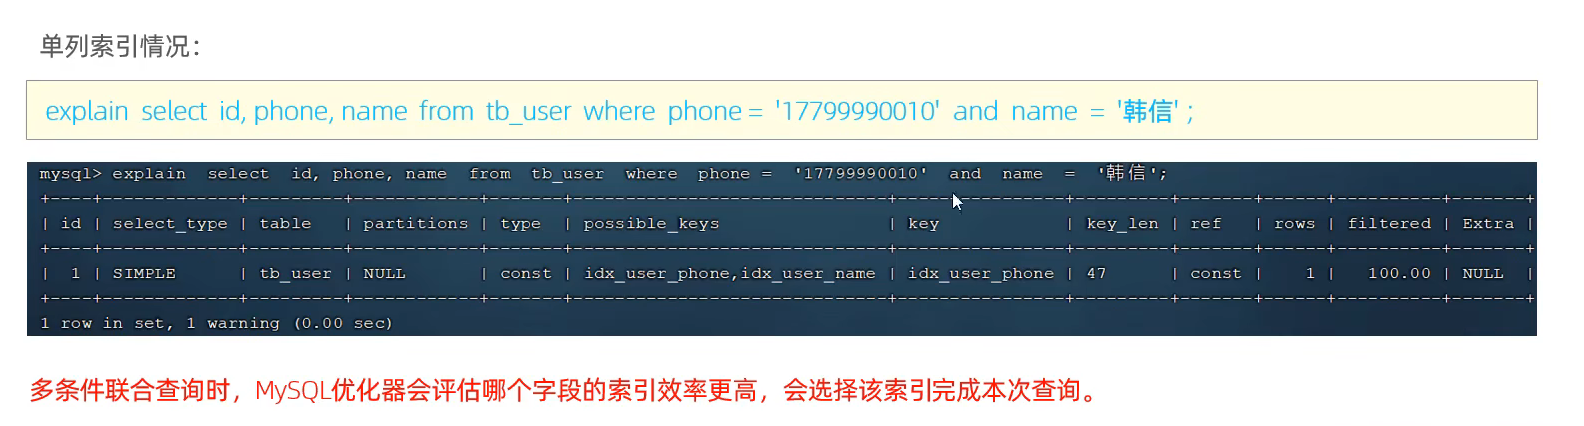 单列索引情况：
explain select id, phone, name from tb_user where phone = '17799990010' and name = '韩信' ;
mysql> explain  select  id, phone, name  from  tb_user  where  phone =  '17799990010'  and  name  =  '韩信';
+----+-------------+---------+------------+-------+------------------------------+---------------+---------+-------+------+----------+-------+
| id | select_type | table   | partitions | type  | possible_keys                | key            | key_len | ref   | rows | filtered | Extra |
+----+-------------+---------+------------+-------+------------------------------+---------------+---------+-------+------+----------+-------+
|  1 | SIMPLE      | tb_user | NULL       | const | idx_user_phone,idx_user_name | idx_user_phone | 47      | const |    1 |   100.00 | NULL  |
+----+-------------+---------+------------+-------+------------------------------+---------------+---------+-------+------+----------+-------+
1 row in set, 1 warning (0.00 sec)
多条件联合查询时，MySQL优化器会评估哪个字段的索引效率更高，会选择该索引完成本次查询。